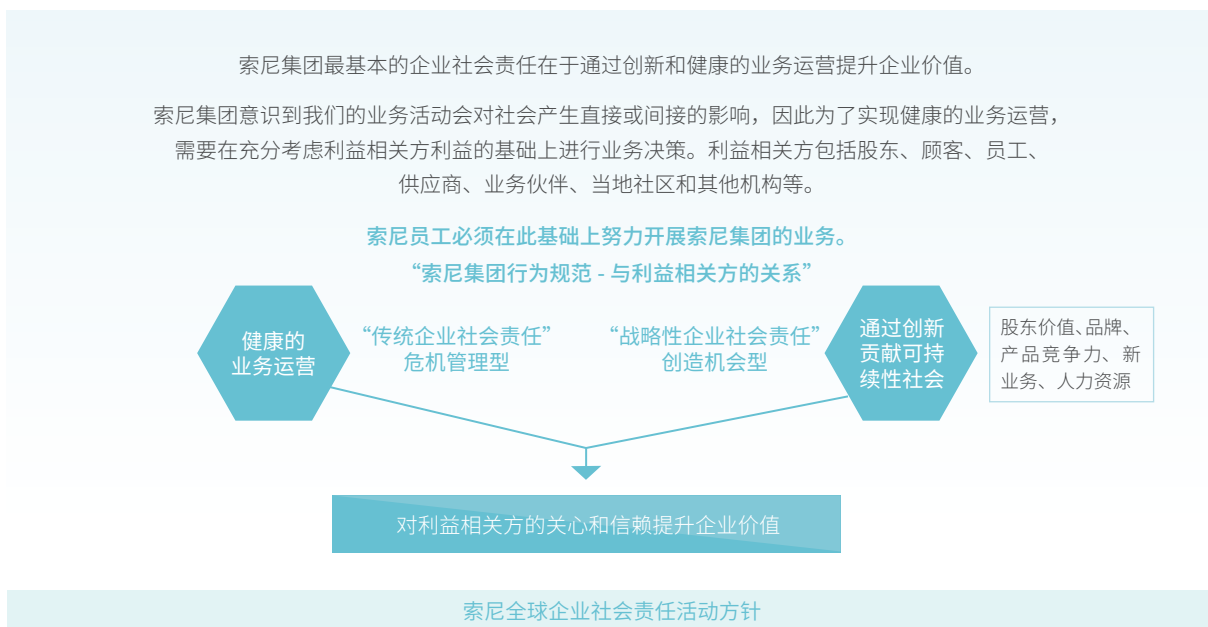 索尼集团最基本的企业社会责任在于通过创新和健康的业务运营提升企业价值。
索尼集团意识到我们的业务活动会对社会产生直接或间接的影响，因此为了实现健康的业务运营，
需要在充分考虑利益相关方利益的基础上进行业务决策。利益相关方包括股东、顾客、员工、
供应商、业务伙伴、当地社区和其他机构等。
索尼员工必须在此基础上努力开展索尼集团的业务。
“索尼集团行为规范 - 与利益相关方的关系”
健康的
业务运营
“传统企业社会责任”
危机管理型
“战略性企业社会责任”
创造机会型
通过创新
贡献可持
续性社会
股东价值、品牌、
产品竞争力、新
业务、人力资源
对利益相关方的关心和信赖提升企业价值
索尼全球企业社会责任活动方针